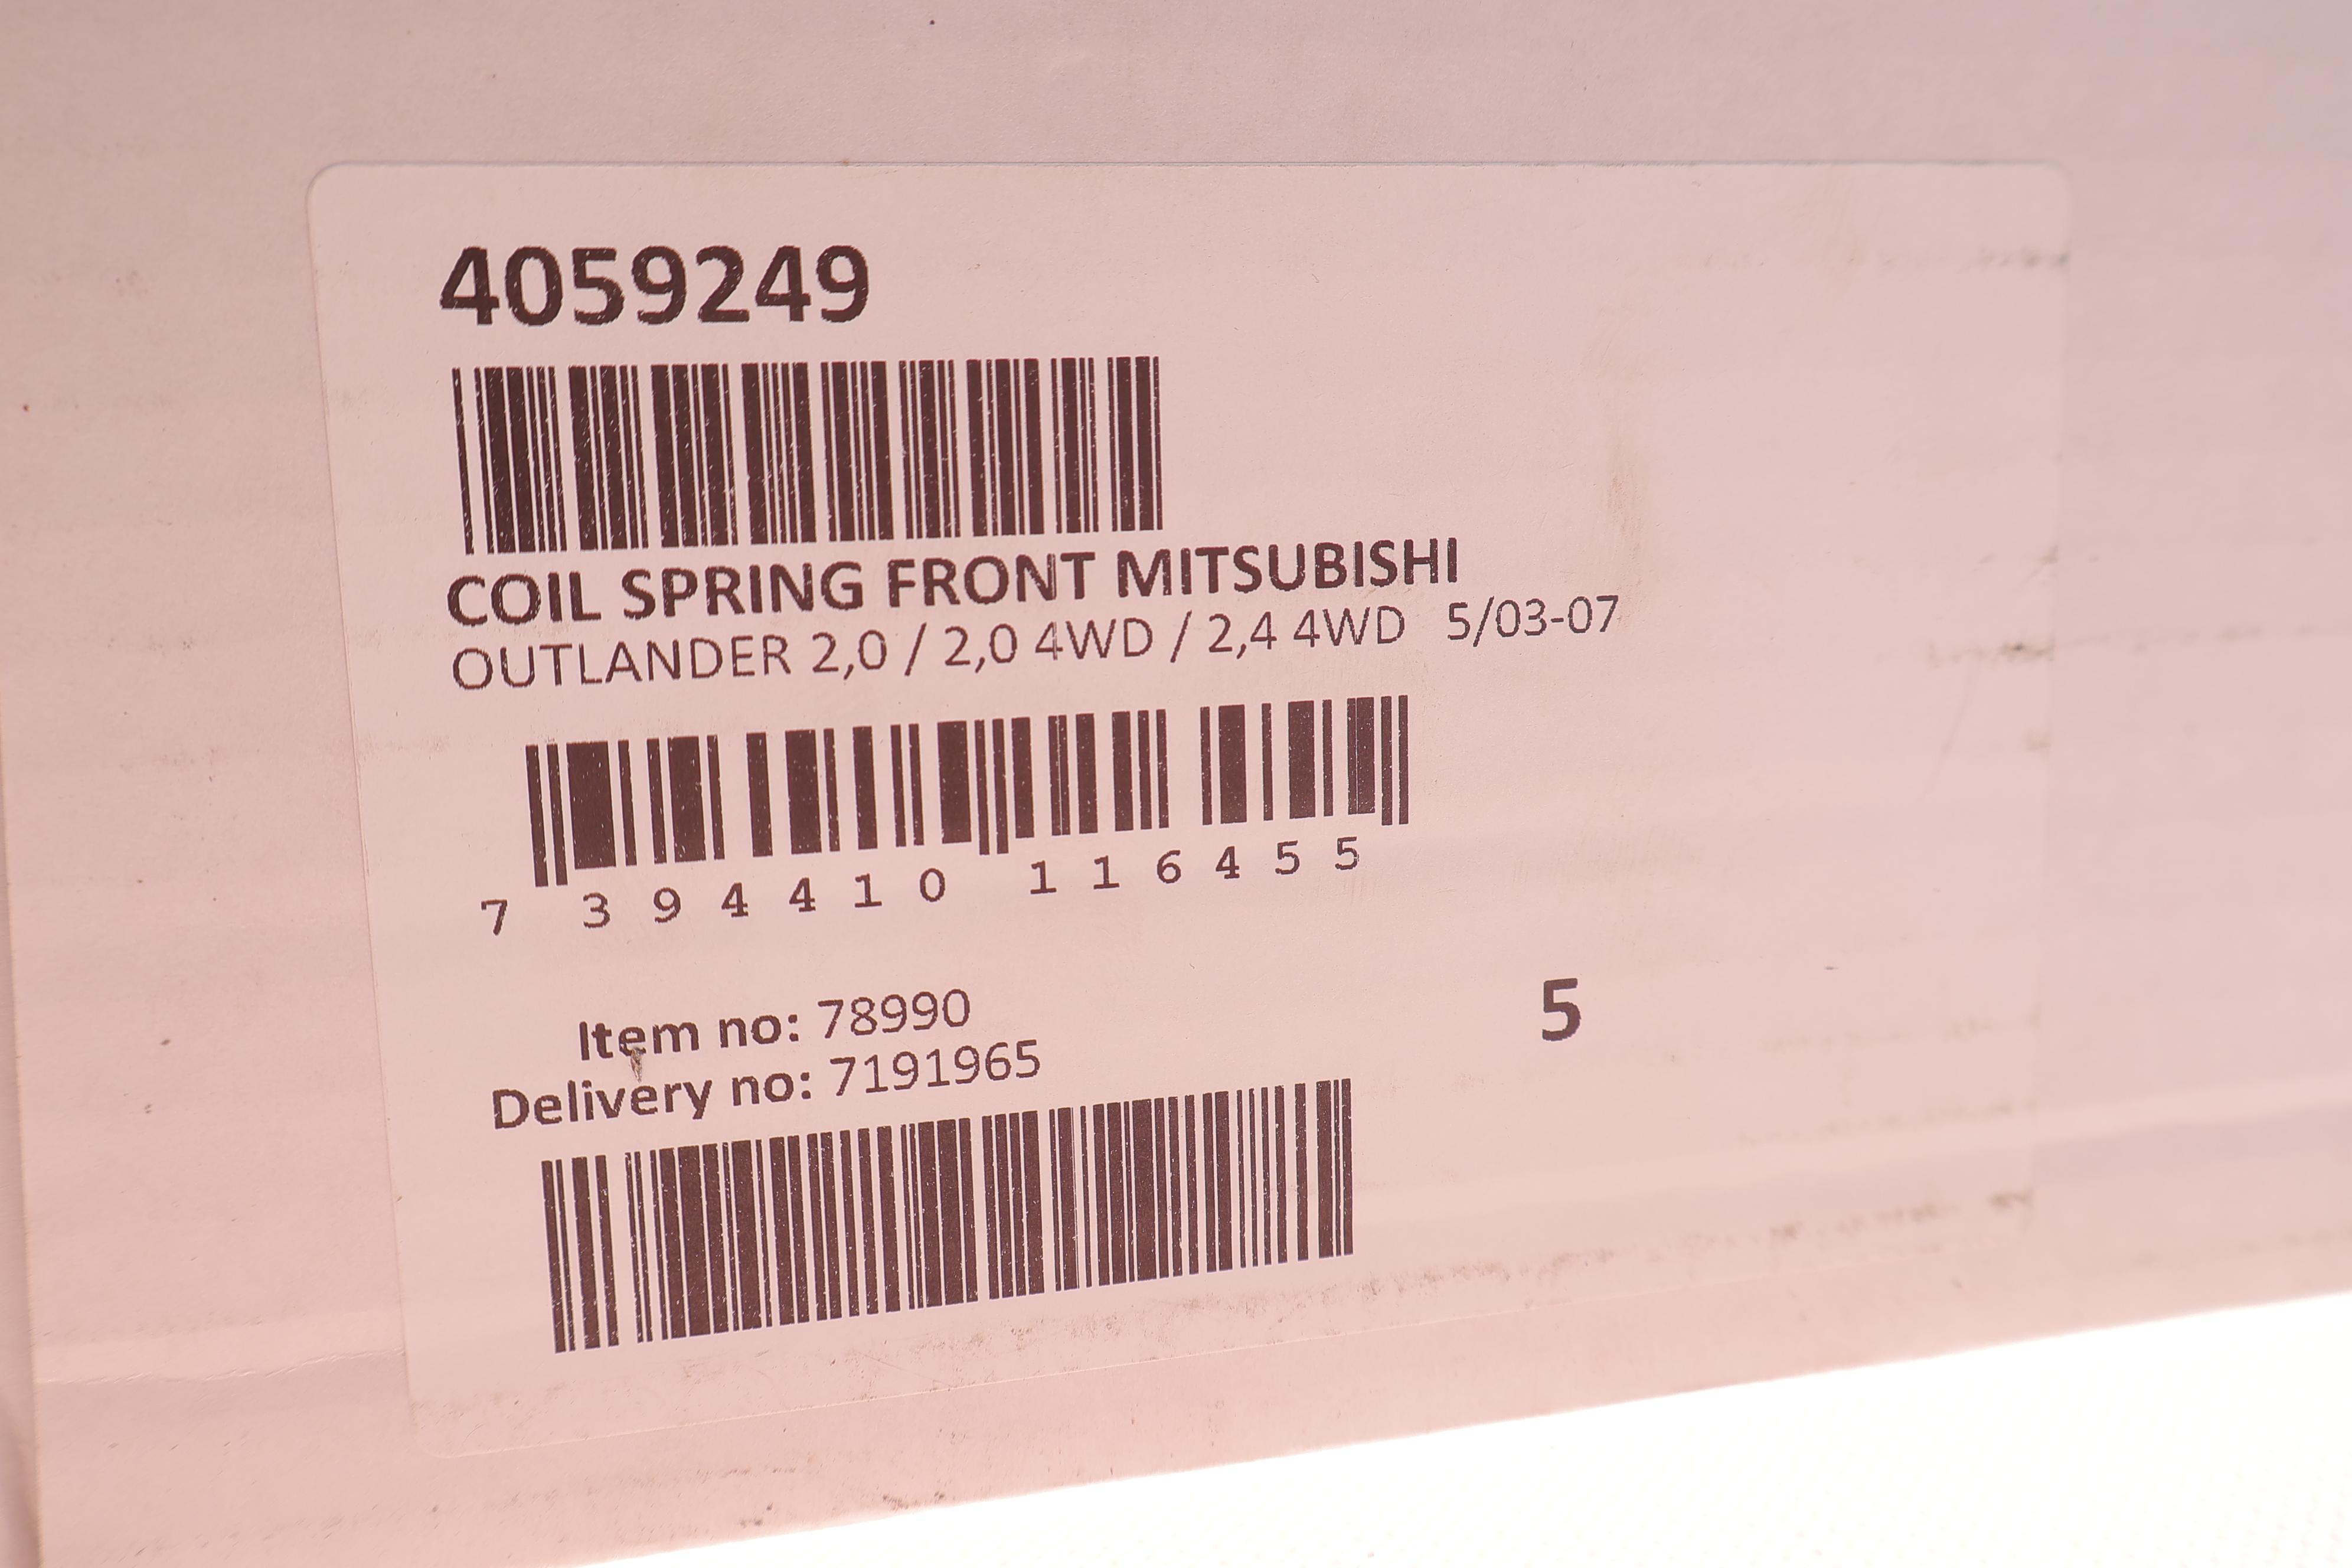 4059249
COIL SPRING FRONT MITSUBISHI
OUTLANDER 2,0 / 2,0 4WD / 2,4 4WD 5/03-07
7 394410 116455
Item no: 78990
5
Delivery no: 7191965